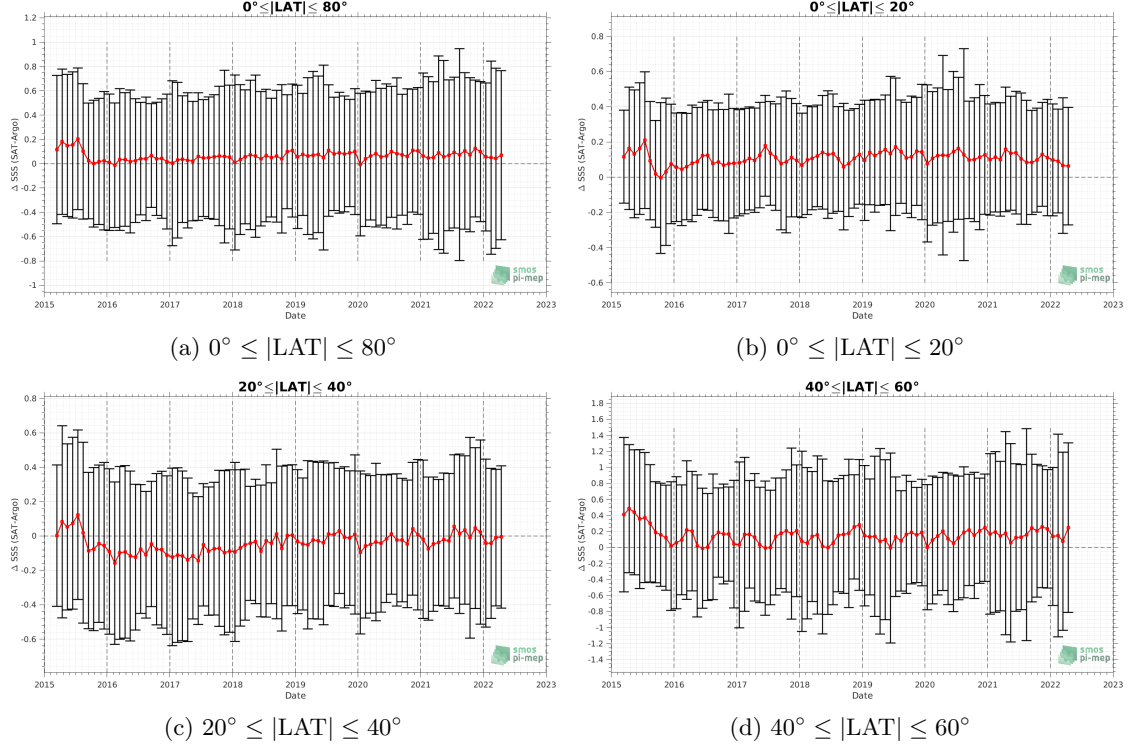 0°≤|LAT|≤ 80°
1.2
1
0.8
0.6
0.4
0.2
0
-0.2
-0.4
-0.6
-0.8
-1
Δ SSS (SAT-Argo)
2015 2016 2017 2018 2019 2020 2021 2022 2023
Date
smos
pi-mep
(a) 0° ≤ |LAT| ≤ 80°
0°≤|LAT|≤ 20°
0.8
0.6
0.4
0.2
0
-0.2
-0.4
-0.6
Δ SSS (SAT-Argo)
2015 2016 2017 2018 2019 2020 2021 2022 2023
Date
smos
pi-mep
(b) 0° ≤ |LAT| ≤ 20°
20°≤|LAT|≤ 40°
0.8
0.6
0.4
0.2
0
-0.2
-0.4
-0.6
Δ SSS (SAT-Argo)
2015 2016 2017 2018 2019 2020 2021 2022 2023
Date
smos
pi-mep
(c) 20° ≤ |LAT| ≤ 40°
40°≤|LAT|≤ 60°
1.8
1.6
1.4
1.2
1
0.8
0.6
0.4
0.2
0
-0.2
-0.4
-0.6
-0.8
-1
-1.2
-1.4
Δ SSS (SAT-Argo)
2015 2016 2017 2018 2019 2020 2021 2022 2023
Date
smos
pi-mep
(d) 40° ≤ |LAT| ≤ 60°